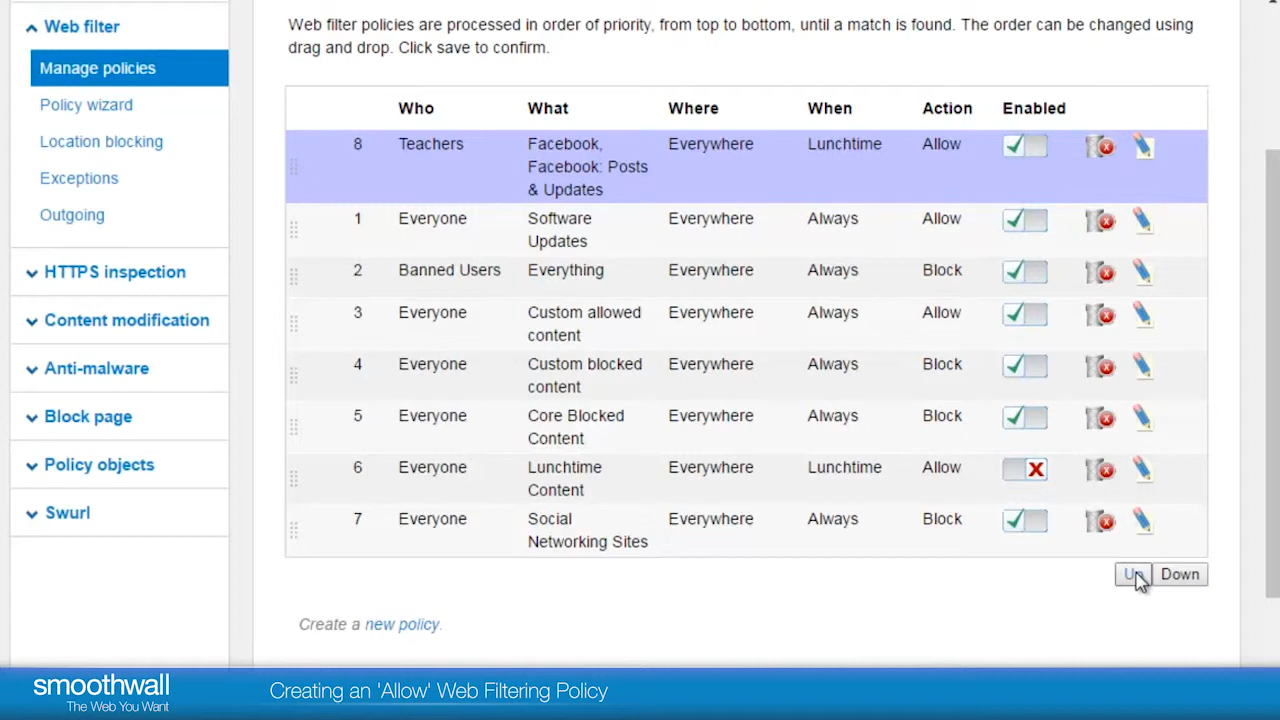 Web filter
Manage policies
Policy wizard
Location blocking
Exceptions
Outgoing
HTTPS inspection
Content modification
Anti-malware
Block page
Policy objects
Swurl
Web filter policies are processed in order of priority, from top to bottom, until a match is found. The order can be changed using
drag and drop. Click save to confirm.
Who What Where When Action Enabled
8 Teachers Facebook, Everywhere Lunchtime Allow
Facebook: Posts
& Updates
1 Everyone Software Everywhere Always Allow
Updates
2 Banned Users Everything Everywhere Always Block
3 Everyone Custom allowed Everywhere Always Allow
content
4 Everyone Custom blocked Everywhere Always Block
content
5 Everyone Core Blocked Everywhere Always Block
Content
6 Everyone Lunchtime Everywhere Lunchtime Allow
Content
7 Everyone Social Everywhere Always Block
Networking Sites
Up Down
Create a new policy.
smoothwall
The Web You Want
Creating an 'Allow' Web Filtering Policy